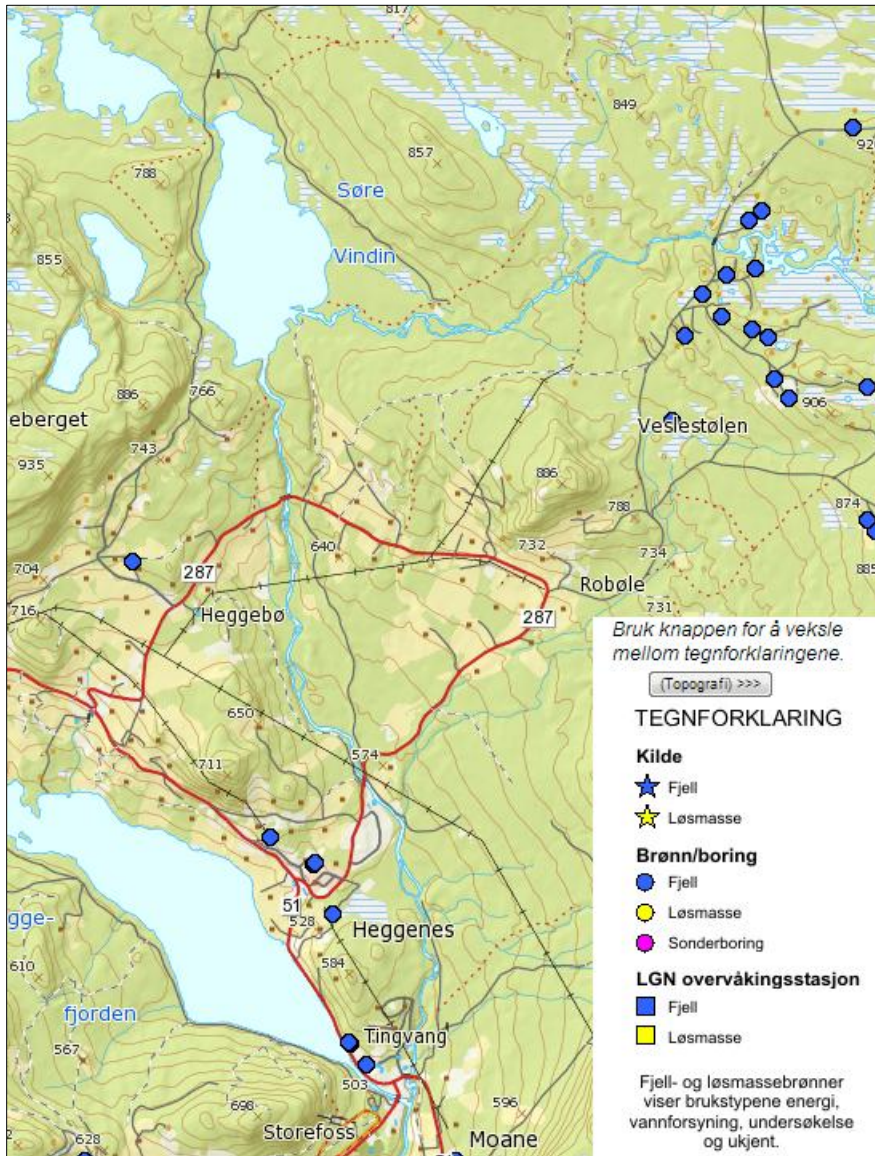 817
849
92
857
788
Søre
Vindin
855
886
766
eberget
743
935
906
Veslestølen
886
874
788
885
704
640
732
734
287
Robøle
716
Heggebø
287
731
Bruk knappen for å veksle
mellom tegnforklaringene.
(Topografi) >>>
TEGNFORKLARING
650
574
711
Kilde
Fjell
Løsmasse
Brønn/boring
Fjell
Løsmasse
Sonderboring
51
528
gge-
Heggenes
610
584
LGN overvåkingsstasjon
Fjell
Løsmasse
fjorden
Tingvang
567
503
Fjell- og løsmassebrønner
viser brukstypene energi,
vannforsyning, undersøkelse
og ukjent.
698
596
Storefoss
Moane
628